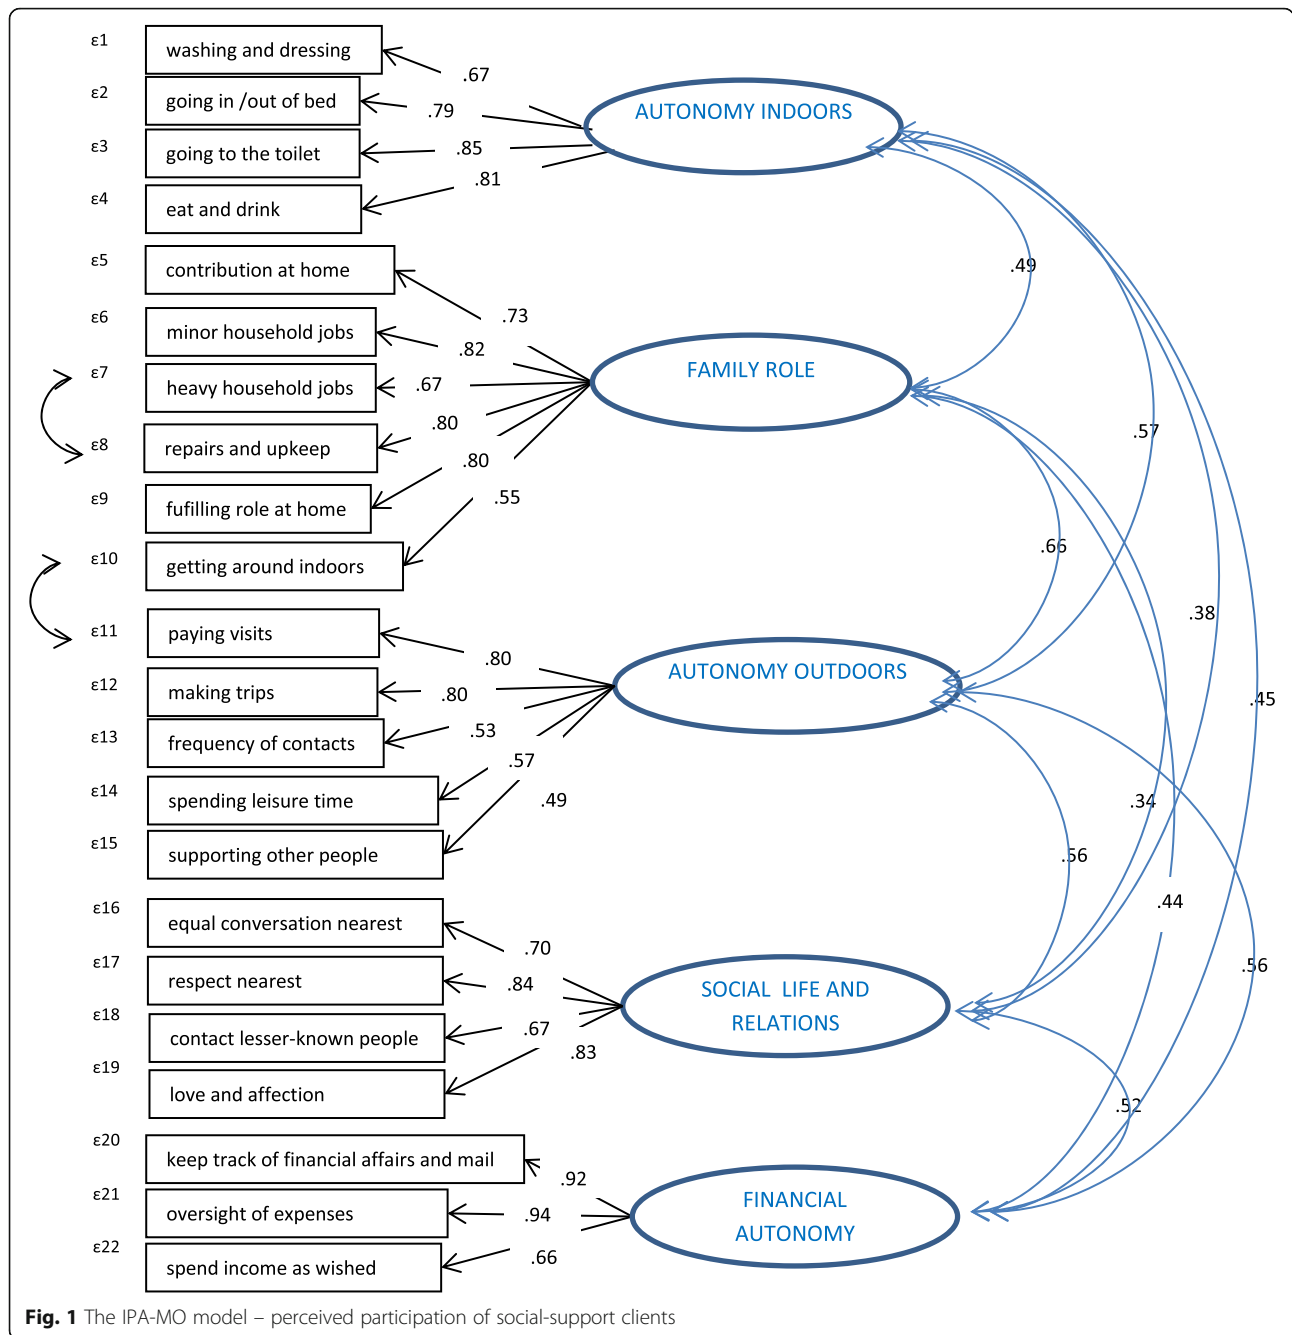 ε1
washing and dressing
.67
AUTONOMY INDOORS
ε2
going in /out of bed
.79
ε3
going to the toilet
.85
ε4
eat and drink
.81
ε5
contribution at home
.49
.73
ε6
minor household jobs
.82
FAMILY ROLE
ε7
heavy household jobs
.67
.80
.57
ε8
repairs and upkeep
.80
ε9
fufilling role at home
.55
ε10
getting around indoors
.66
.38
ε11
paying visits
.80
AUTONOMY OUTDOORS
ε12
making trips
.80
.45
ε13
frequency of contacts
.53
.57
ε14
spending leisure time
.49
.34
ε15
supporting other people
.56
ε16
equal conversation nearest
.44
.70
ε17
respect nearest
.84
.56
SOCIAL LIFE AND
RELATIONS
ε18
contact lesser-known people
.67
.83
ε19
love and affection
.52
ε20
keep track of financial affairs and mail
.92
ε21
oversight of expenses
.94
FINANCIAL
AUTONOMY
ε22
spend income as wished
.66
Fig. 1 The IPA-MO model – perceived participation of social-support clients